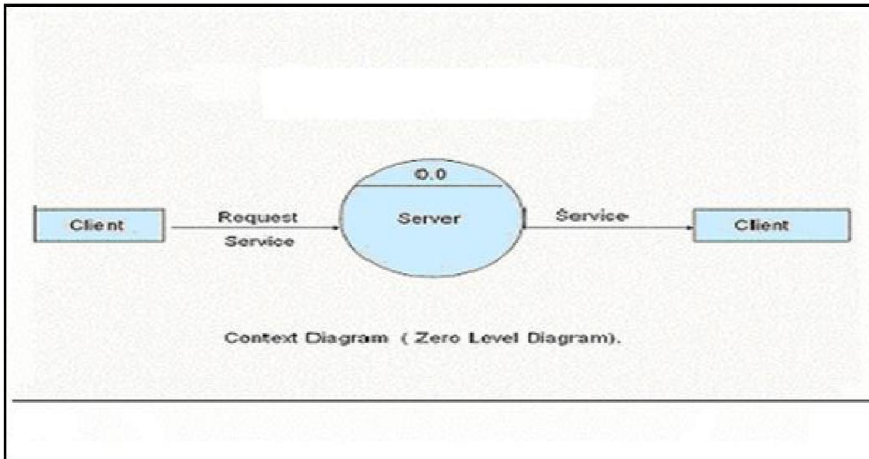 0.0
Client
Request
Service
Server
Service
Client
Context Diagram ( Zero Level Diagram).